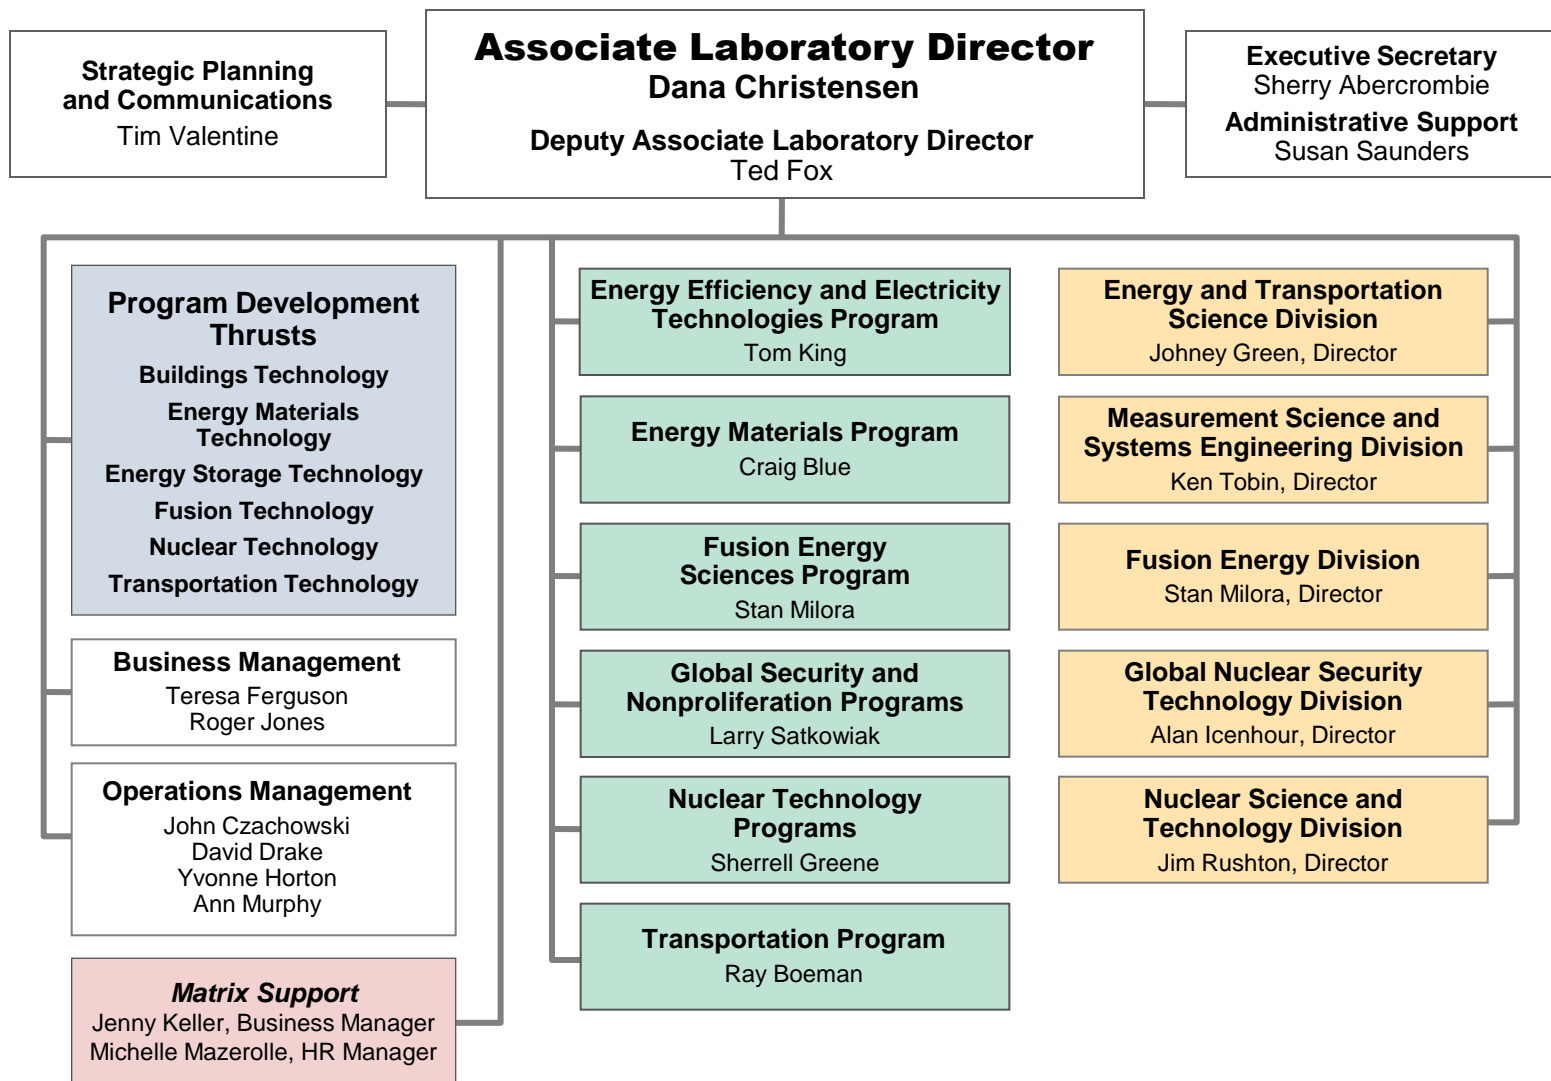 Strategic Planning
and Communications
Tim Valentine
Associate Laboratory Director
Dana Christensen
Deputy Associate Laboratory Director
Ted Fox
Executive Secretary
Sherry Abercrombie
Administrative Support
Susan Saunders
Program Development
Thrusts
Buildings Technology
Energy Materials
Technology
Energy Storage Technology
Fusion Technology
Nuclear Technology
Transportation Technology
Business Management
Teresa Ferguson
Roger Jones
Operations Management
John Czachowski
David Drake
Yvonne Horton
Ann Murphy
Matrix Support
Jenny Keller, Business Manager
Michelle Mazerolle, HR Manager
Energy Efficiency and Electricity
Technologies Program
Tom King
Energy Materials Program
Craig Blue
Fusion Energy
Sciences Program
Stan Milora
Global Security and
Nonproliferation Programs
Larry Satkowiak
Nuclear Technology
Programs
Sherrell Greene
Transportation Program
Ray Boeman
Energy and Transportation
Science Division
Johney Green, Director
Measurement Science and
Systems Engineering Division
Ken Tobin, Director
Fusion Energy Division
Stan Milora, Director
Global Nuclear Security
Technology Division
Alan Icenhour, Director
Nuclear Science and
Technology Division
Jim Rushton, Director